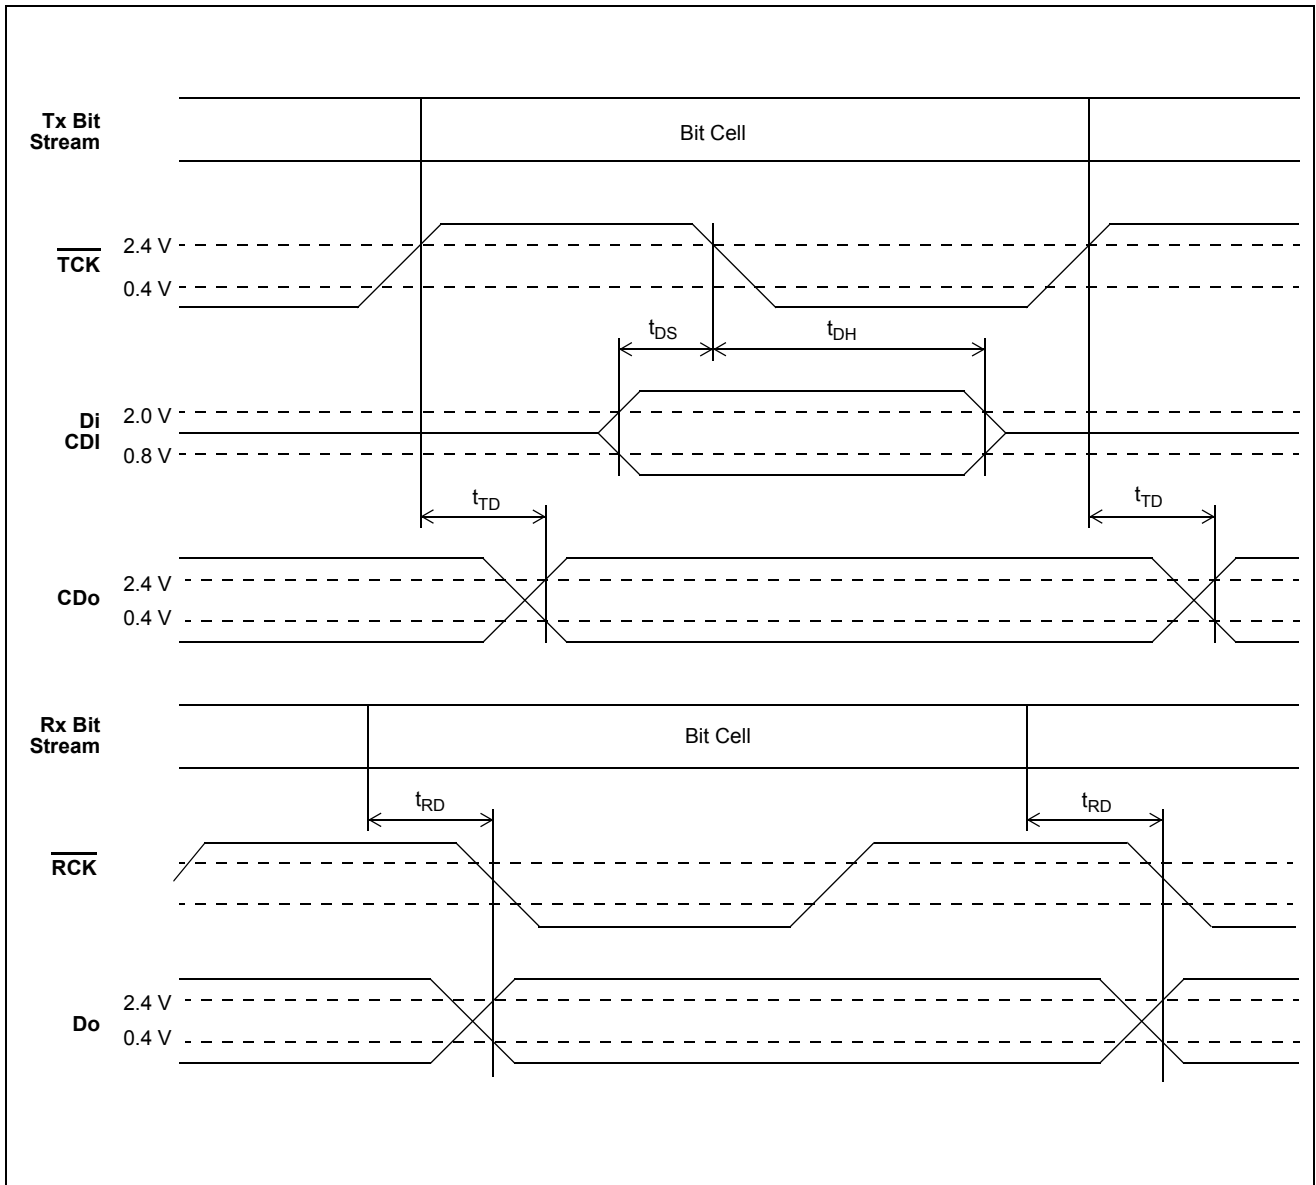 Tx Bit
Stream
Bit Cell
TCK
2.4 V
0.4 V
tDS
tDH
Di
CDI
2.0 V
0.8 V
tTD
tTD
CDo
2.4 V
0.4 V
Rx Bit
Stream
Bit Cell
tRD
tRD
RCK
Do
2.4 V
0.4 V